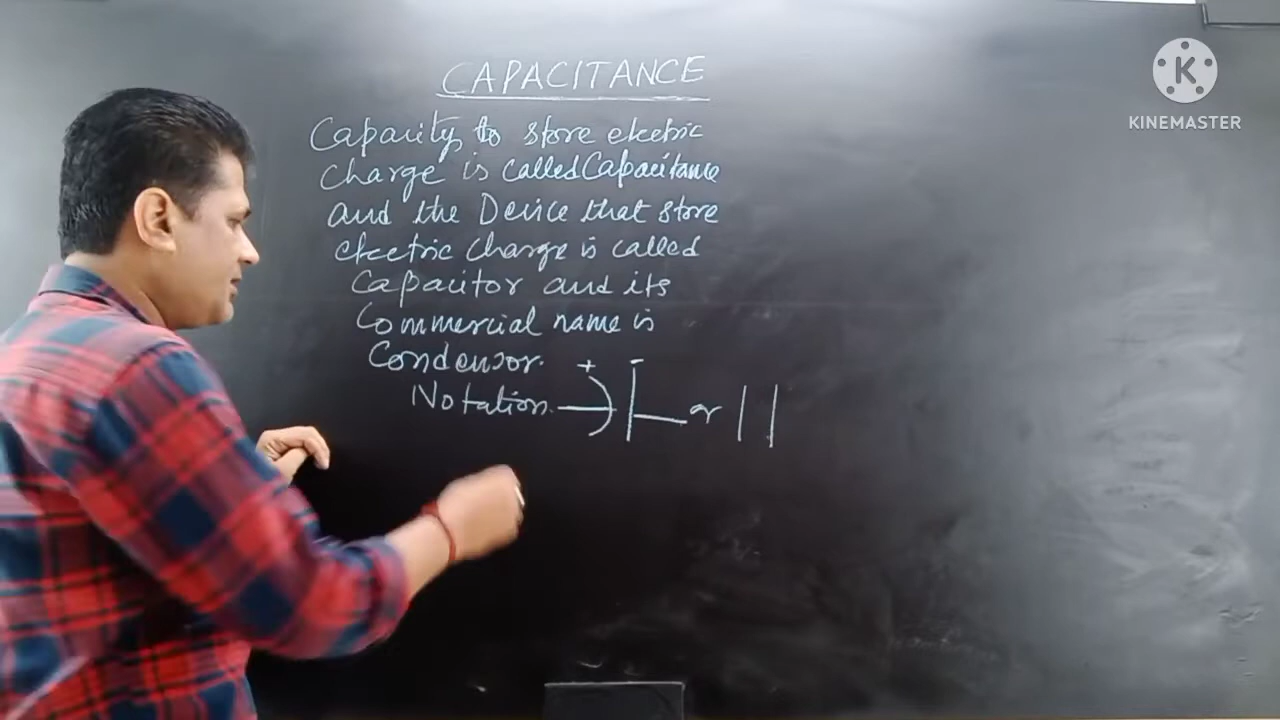 CAPACITANCE
Capacity to store electric
charge is called Capacitance
and the Device that store
electric charge is called
Capacitor and its
Commercial name is
Condensor.
Notation. + - or
K
KINEMASTER